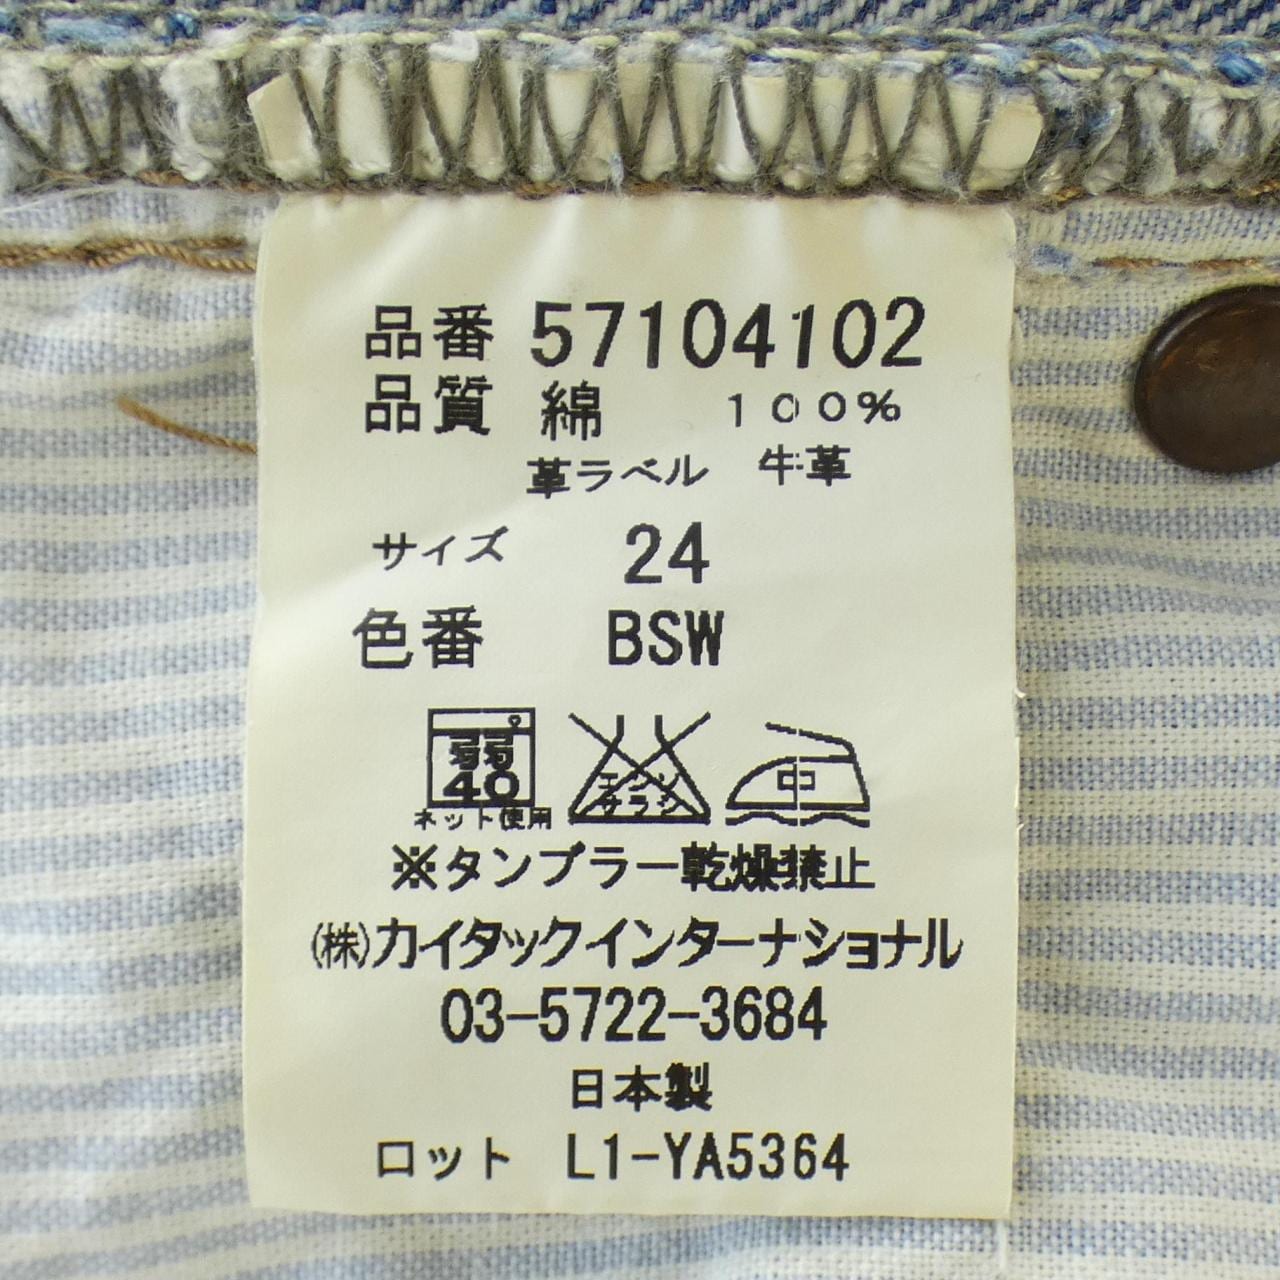 品番 57104102
品質 綿 100%
革ラベル 牛革
サイズ 24
色番 BSW
弱
40
ネット使用
エンソ
サラシ
中
※タンブラー乾燥禁止
(株)カイタックインターナショナル
03-5722-3684
日本製
ロット L1-YA5364